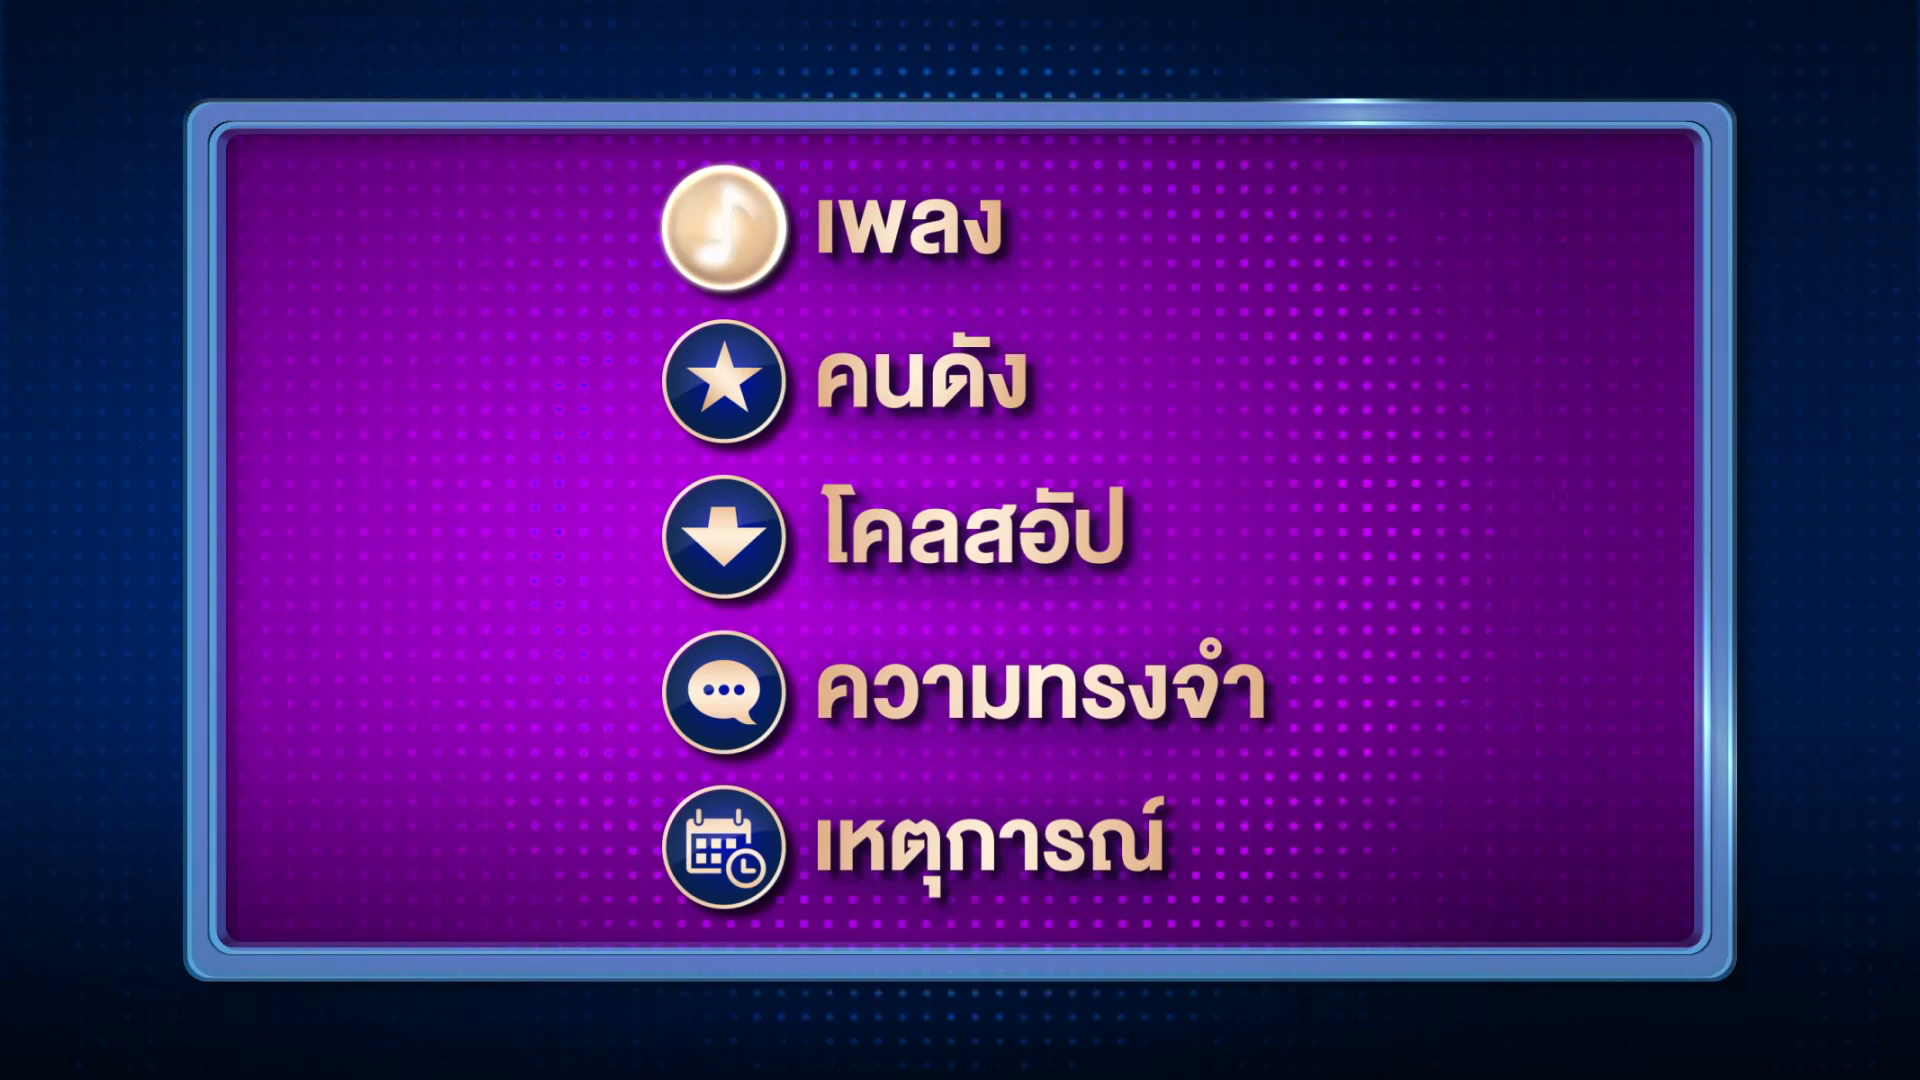 เพลง
คนดัง
โคลสอัป
ความทรงจำ
เหตุการณ์